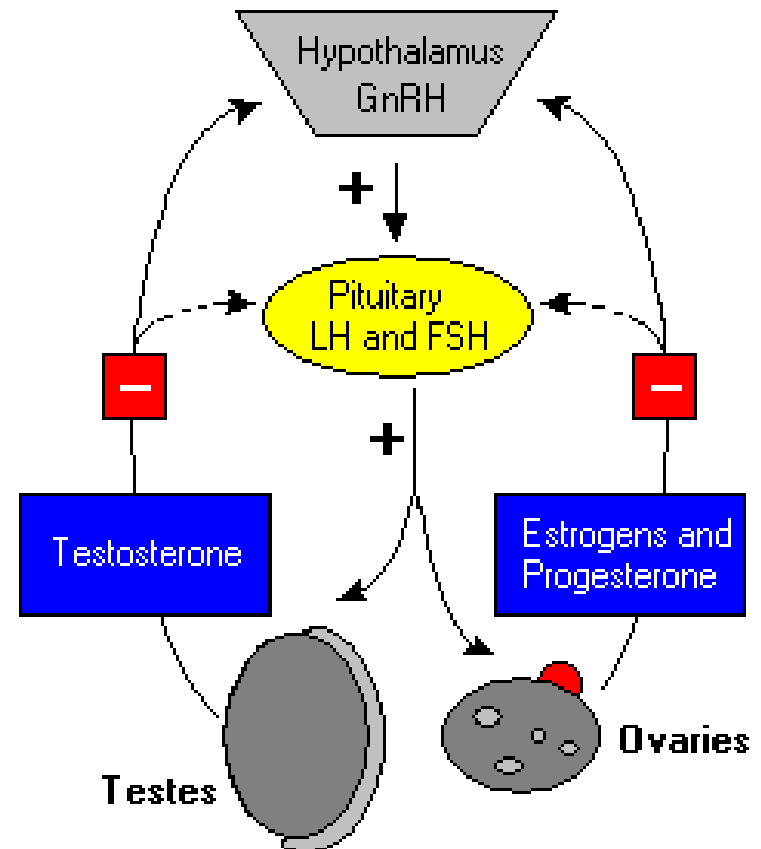 Hypothalamus
GnRH
+
Pituitary
LH and FSH
−
−
+
Testosterone
Estrogens and
Progesterone
Ovaries
Testes